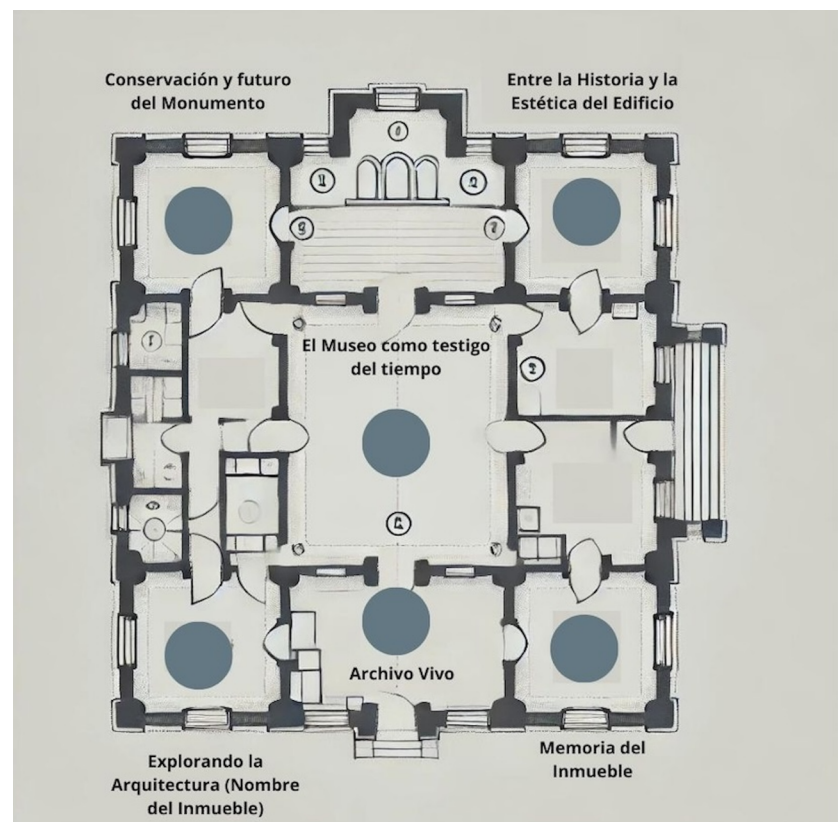 Conservación y futuro
del Monumento
Entre la Historia y la
Estética del Edificio
El Museo como testigo
del tiempo
Archivo Vivo
Explorando la
Arquitectura (Nombre
del Inmueble)
Memoria del
Inmueble